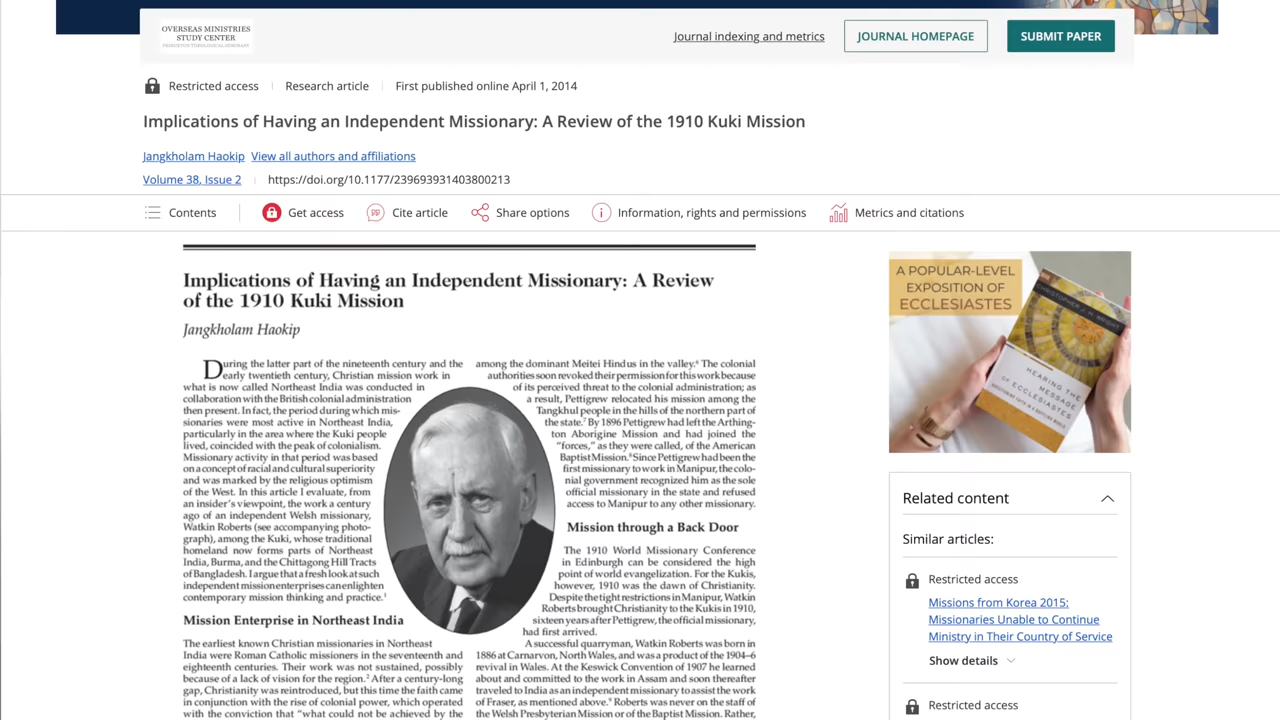 OVERSEAS MINISTRIES
STUDY CENTER
PRINCETON THEOLOGICAL SEMINARY
Journal indexing and metrics
JOURNAL HOMEPAGE
SUBMIT PAPER
Restricted access
Research article
First published online April 1, 2014
Implications of Having an Independent Missionary: A Review of the 1910 Kuki Mission
Jangkholam Haokip View all authors and affiliations
Volume 38, Issue 2
https://doi.org/10.1177/239693931403800213
Contents
Get access
Cite article
Share options
Information, rights and permissions
Metrics and citations
Implications of Having an Independent Missionary: A Review
of the 1910 Kuki Mission
Jangkholam Haokip
During the latter part of the nineteenth century and the
early twentieth century, Christian mission work in
what is now called Northeast India was conducted in
collaboration with the British colonial administration
then present. In fact, the period during which mis-
sionaries were most active in Northeast India,
particularly in the area where the Kuki people
lived, coincided with the peak of colonialism.
Missionary activity in that period was based
on a concept of racial and cultural superiority
and was marked by the religious optimism
of the West. In this article I evaluate, from
an insider's viewpoint, the work a century
ago of an independent Welsh missionary,
Watkin Roberts (see accompanying photo-
graph), among the Kuki, whose traditional
homeland now forms parts of Northeast
India, Burma, and the Chittagong Hill Tracts
of Bangladesh. I argue that a fresh look at such
independent mission enterprises can enlighten
contemporary mission thinking and practice.¹
Mission Enterprise in Northeast India
The earliest known Christian missionaries in Northeast
India were Roman Catholic missioners in the seventeenth and
eighteenth centuries. Their work was not sustained, possibly
because of a lack of vision for the region.² After a century-long
gap, Christianity was reintroduced, but this time the faith came
in conjunction with the rise of colonial power, which operated
with the conviction that "what could not be achieved by the
among the dominant Meitei Hindus in the valley.⁶ The colonial
authorities soon revoked their permission for this work because
of its perceived threat to the colonial administration; as
a result, Pettigrew relocated his mission among the
Tangkhul people in the hills of the northern part of
the state.⁷ By 1896 Pettigrew had left the Arthing-
ton Aborigine Mission and had joined the
"forces," as they were called, of the American
Baptist Mission.⁸ Since Pettigrew had been the
first missionary to work in Manipur, the colo-
nial government recognized him as the sole
official missionary in the state and refused
access to Manipur to any other missionary.
Mission through a Back Door
The 1910 World Missionary Conference
in Edinburgh can be considered the high
point of world evangelization. For the Kukis,
however, 1910 was the dawn of Christianity.
Despite the tight restrictions in Manipur, Watkin
Roberts brought Christianity to the Kukis in 1910,
sixteen years after Pettigrew, the official missionary,
had first arrived.
A successful quarryman, Watkin Roberts was born in
1886 at Carnarvon, North Wales, and was a product of the 1904–6
revival in Wales. At the Keswick Convention of 1907 he learned
about and committed to the work in Assam and soon thereafter
traveled to India as an independent missionary to assist the work
of Fraser, as mentioned above.⁹ Roberts was never on the staff of
the Welsh Presbyterian Mission or of the Baptist Mission. Rather,
A POPULAR-LEVEL
EXPOSITION OF
ECCLESIASTES
CHRISTOPHER J. H. WRIGHT
HEARING THE
MESSAGE
OF ECCLESIASTES
Related content
Similar articles:
Restricted access
Missions from Korea 2015:
Missionaries Unable to Continue
Ministry in Their Country of Service
Show details
Restricted access